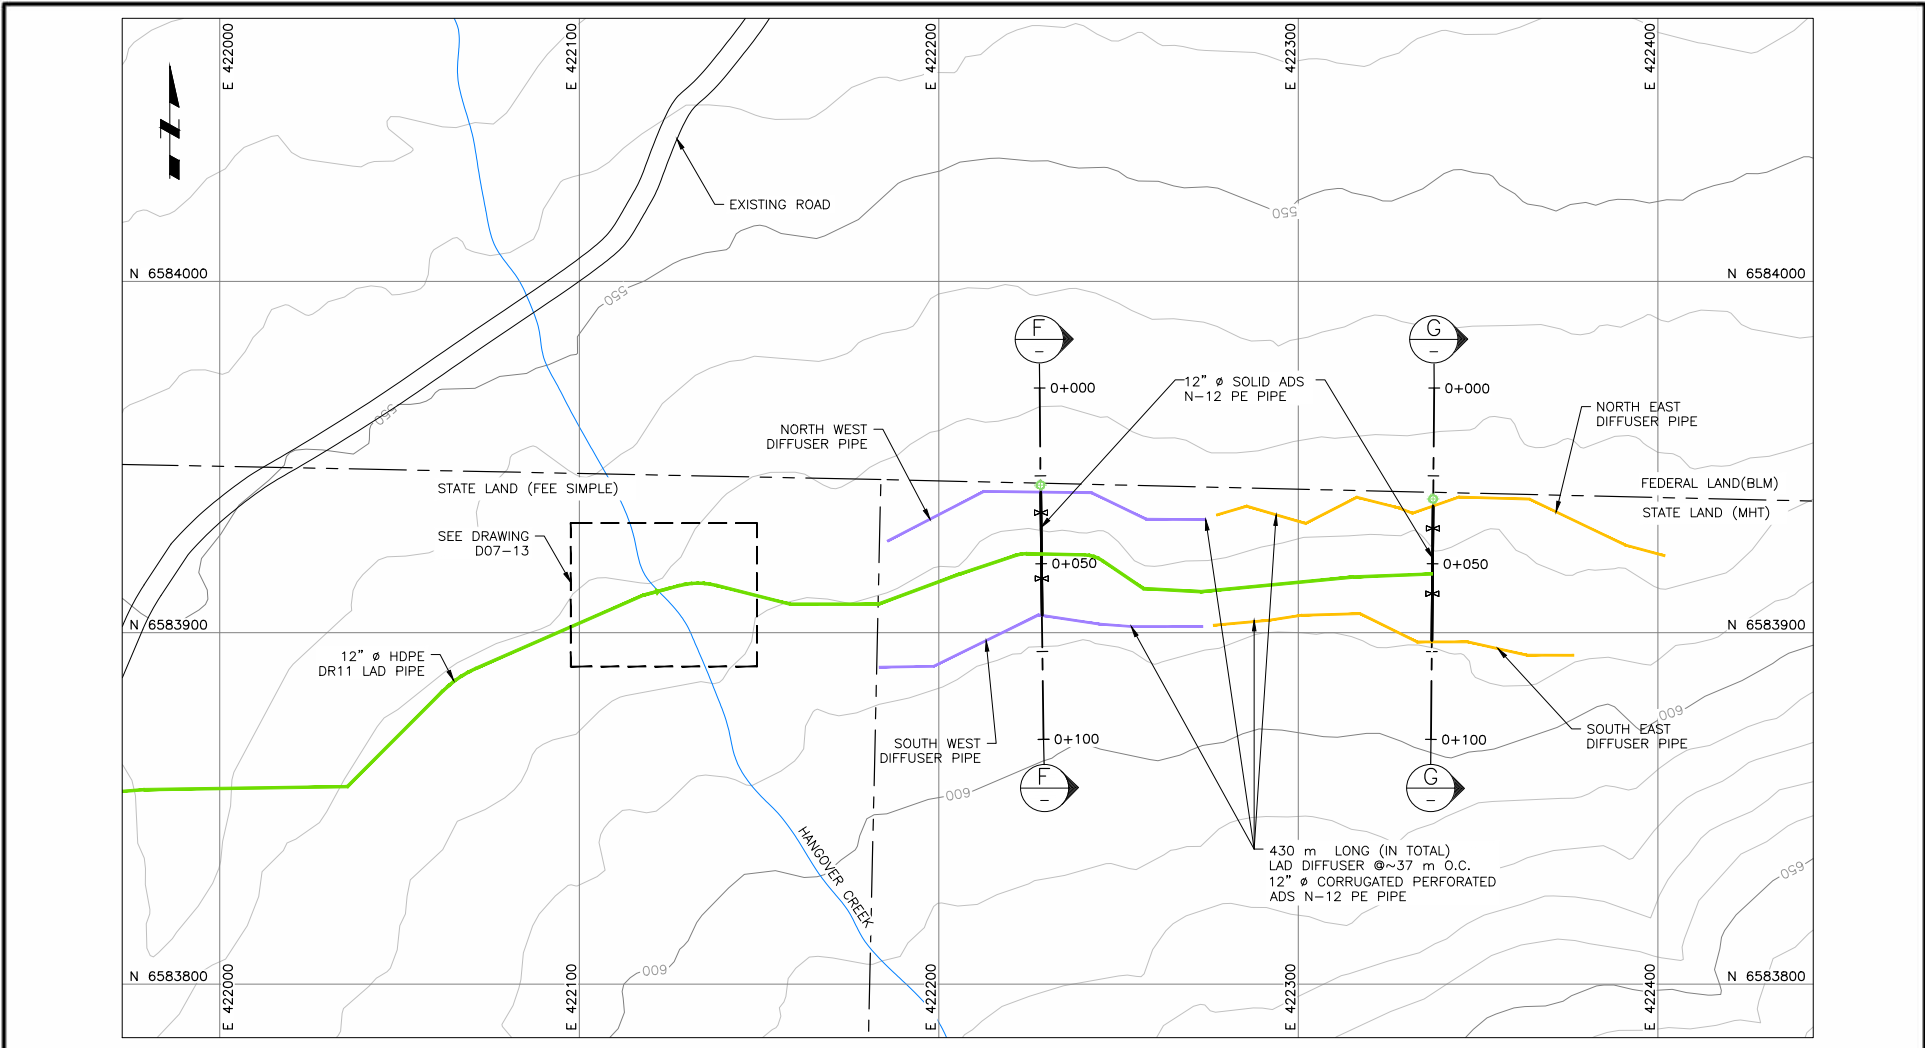 E 422000
E 422100
E 422200
E 422300
E 422400
N
EXISTING ROAD
550
N 6584000
N 6584000
550
F
–
G
–
550
0+000
0+000
12" ø SOLID ADS
N-12 PE PIPE
NORTH EAST
DIFFUSER PIPE
NORTH WEST
DIFFUSER PIPE
STATE LAND (FEE SIMPLE)
FEDERAL LAND(BLM)
STATE LAND (MHT)
SEE DRAWING
D07-13
0+050
0+050
N 6583900
N 6583900
12" ø HDPE
DR11 LAD PIPE
600
SOUTH WEST
DIFFUSER PIPE
0+100
0+100
SOUTH EAST
DIFFUSER PIPE
F
–
G
–
600
HANGOVER CREEK
430 m LONG (IN TOTAL)
LAD DIFFUSER @~37 m O.C.
12" ø CORRUGATED PERFORATED
ADS N-12 PE PIPE
650
600
N 6583800
N 6583800
E 422000
E 422100
E 422200
E 422300
E 422400